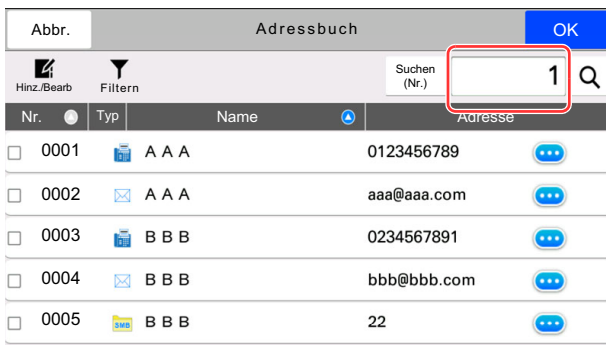 Abbr. Adressbuch OK
Hinz./Bearb Filtern Suchen (Nr.) 1
Nr. Typ Name Adresse
0001 A A A 0123456789
0002 A A A aaa@aaa.com
0003 B B B 0234567891
0004 B B B bbb@bbb.com
0005 SMB B B B 22